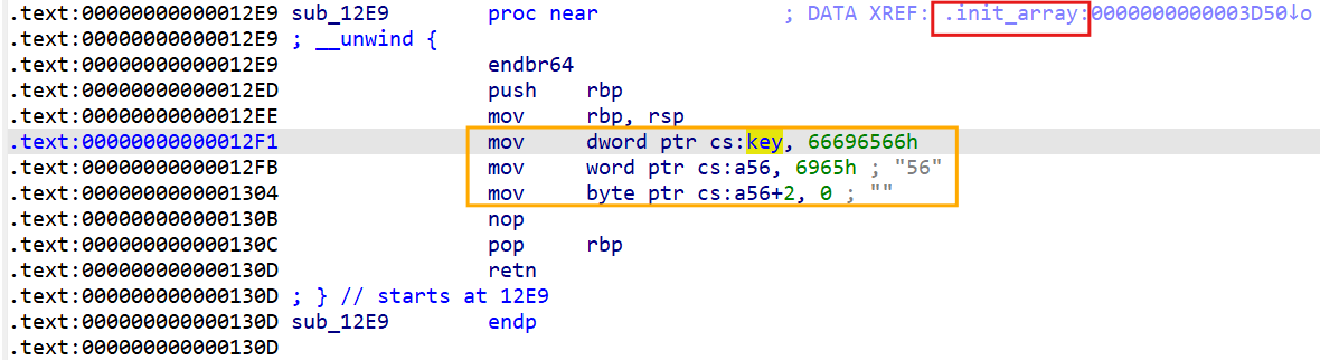 .text:00000000000012E9 sub_12E9 proc near ; DATA XREF: .init_array:0000000000003D50↓o
.text:00000000000012E9 ; __unwind {
.text:00000000000012E9 endbr64
.text:00000000000012ED push rbp
.text:00000000000012EE mov rbp, rsp
.text:00000000000012F1 mov dword ptr cs:key, 66696566h
.text:00000000000012FB mov word ptr cs:a56, 6965h ; "56"
.text:0000000000001304 mov byte ptr cs:a56+2, 0 ; ""
.text:000000000000130B nop
.text:000000000000130C pop rbp
.text:000000000000130D retn
.text:000000000000130D ; } // starts at 12E9
.text:000000000000130D sub_12E9 endp
.text:000000000000130D